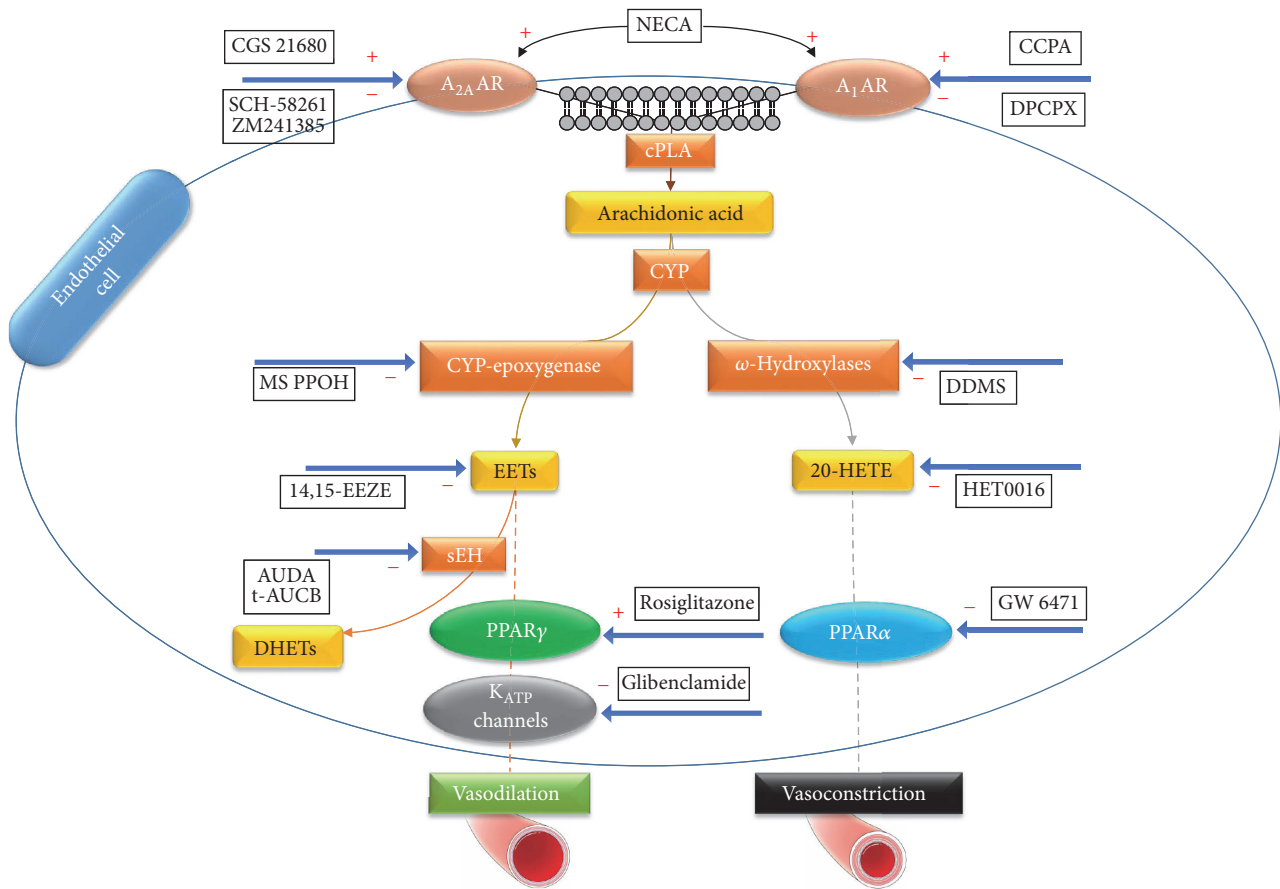 NECA
CGS 21680
+
+
+
+
CCPA
A2A AR
A1AR
−
−
SCH-58261
ZM241385
DPCPX
cPLA
Arachidonic acid
CYP
Endothelial
cell
CYP-epoxygenase
ω-Hydroxylases
MS PPOH
−
−
DDMS
EETs
20-HETE
14,15-EEZE
−
−
HET0016
sEH
−
AUDA
t-AUCB
DHETs
PPARγ
+
Rosiglitazone
PPARα
−
GW 6471
KATP
channels
−
Glibenclamide
Vasodilation
Vasoconstriction